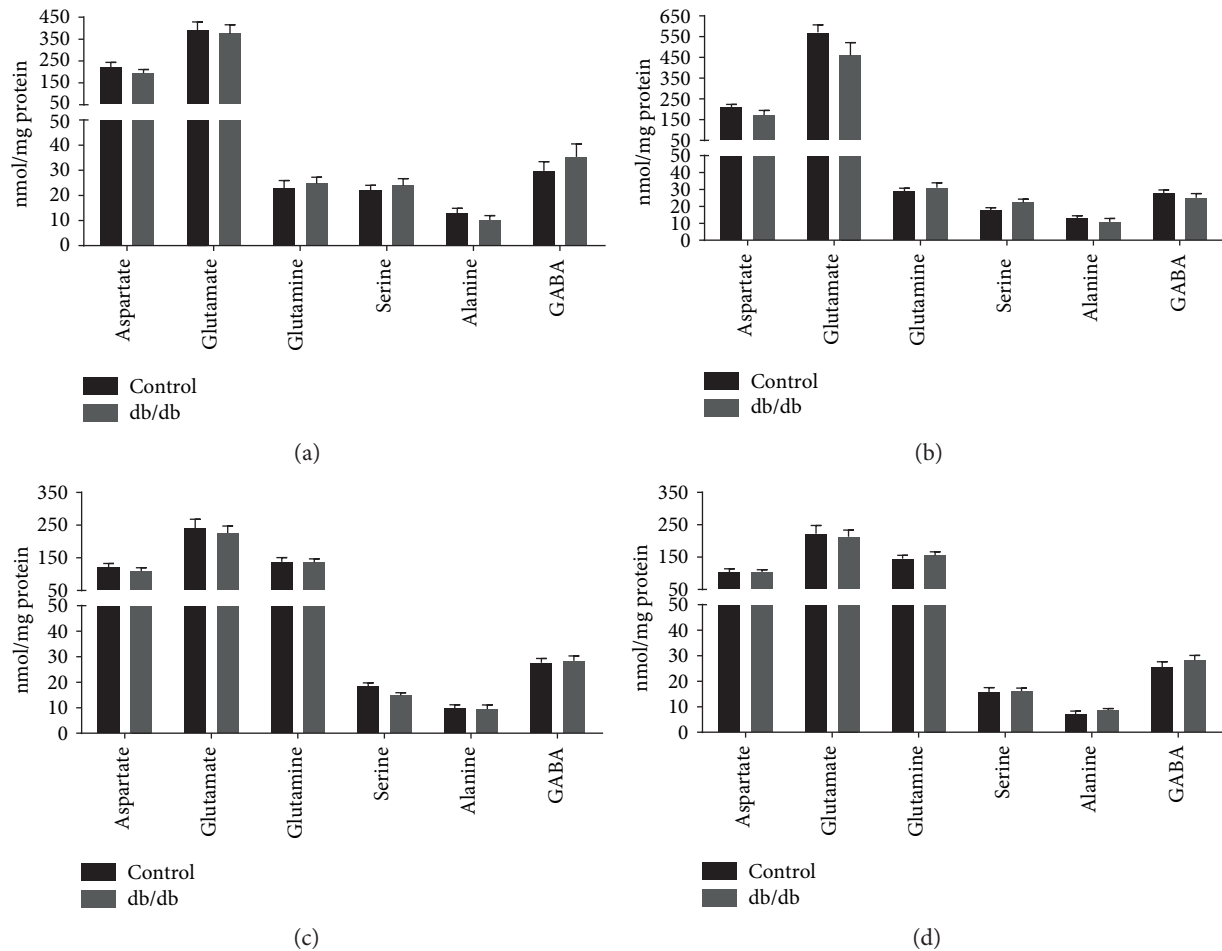 nmol/mg protein
450
350
250
150
50
50
40
30
20
10
0
Aspartate
Glutamate
Glutamine
Serine
Alanine
GABA
Control
db/db
(a)
nmol/mg protein
650
550
450
350
250
150
50
50
40
30
20
10
0
Aspartate
Glutamate
Glutamine
Serine
Alanine
GABA
Control
db/db
(b)
nmol/mg protein
350
250
150
50
50
40
30
20
10
0
Aspartate
Glutamate
Glutamine
Serine
Alanine
GABA
Control
db/db
(c)
nmol/mg protein
350
250
150
50
50
40
30
20
10
0
Aspartate
Glutamate
Glutamine
Serine
Alanine
GABA
Control
db/db
(d)